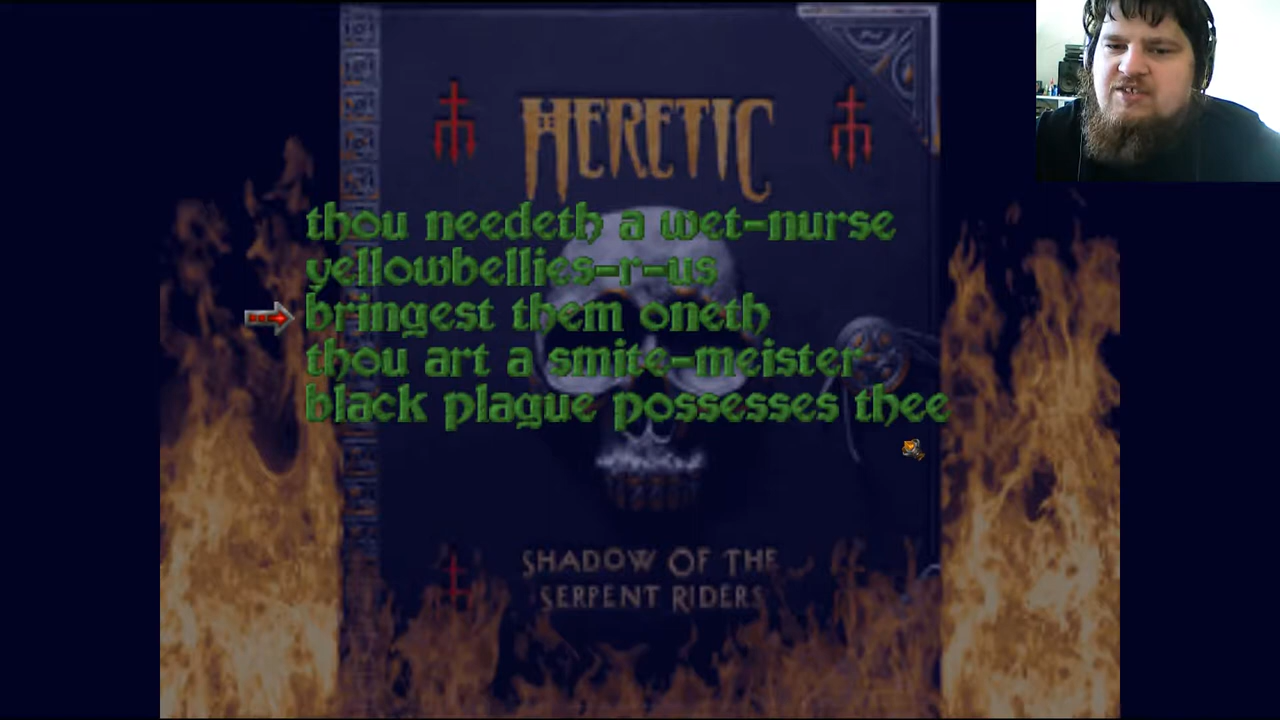 HERETIC
thou needeth a wet-nurse
yellowbellies-r-us
bringest them oneth
thou art a smite-meister
black plague possesses thee
SHADOW OF THE
SERPENT RIDERS